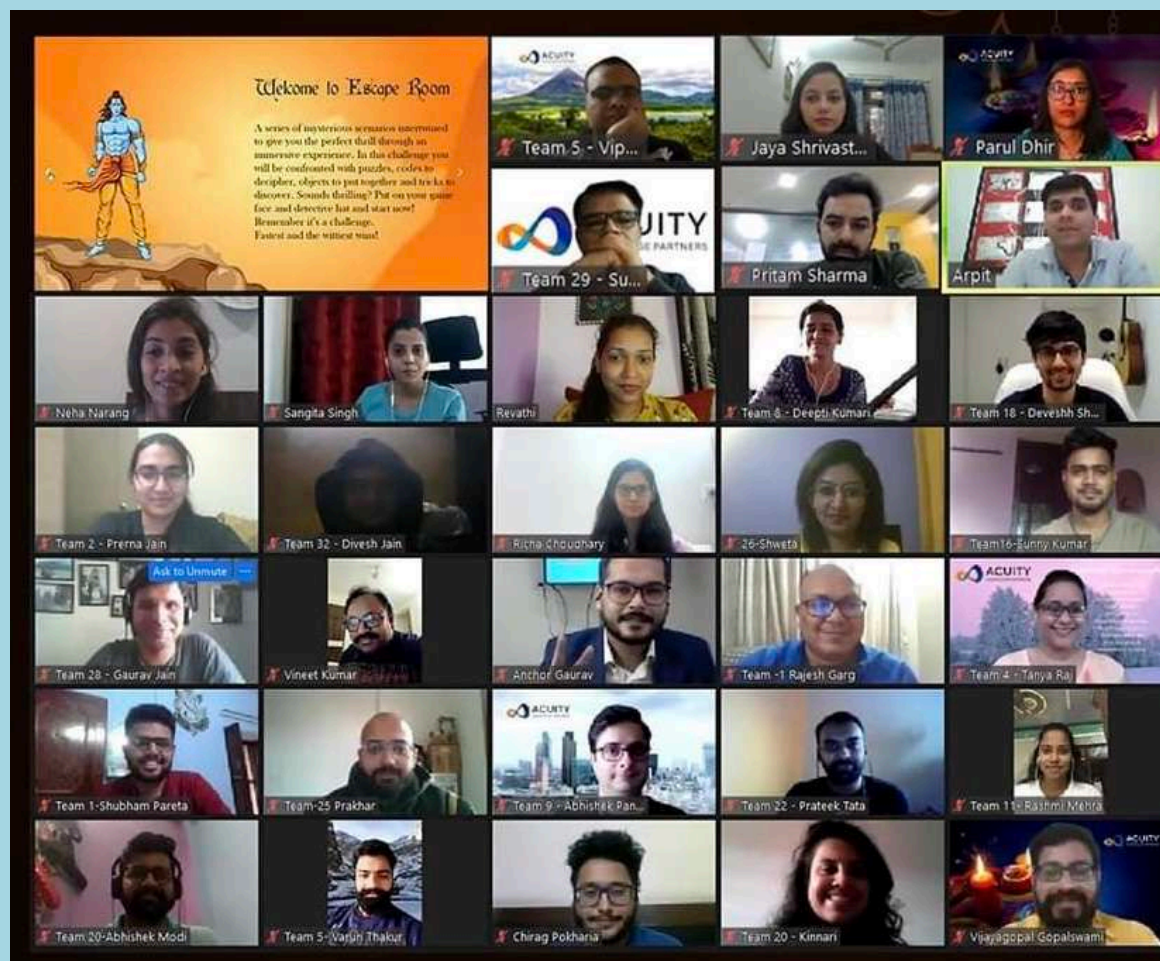 Welcome to Escape Room
A series of mysterious scenarios intertwined
to give you the perfect thrill through an
immersive experience. In this challenge you
will be confronted with puzzles, codes to
decipher, objects to put together and tricks to
discover. Sounds thrilling? Put on your game
face and detective hat and start now!
Remember it's a challenge.
Fastest and the wittiest wins!
ACUITY
Team 5 - Vip...
Jaya Shrivast...
ACUITY
Parul Dhir
ACUITY
PARTNERS
Team 29 - Su...
Pritam Sharma
Arpit
Neha Narang
Sangita Singh
Revathi
Team 8 - Deepti Kumari
Team 18 - Deveshh Sh...
Team 2 - Prerna Jain
Team 32 - Divesh Jain
Richa Choudhary
26-Shweta
Team16-Sunny Kumar
Ask to Unmute ...
Team 28 - Gaurav Jain
Vineet Kumar
Anchor Gaurav
Team -1 Rajesh Garg
ACUITY
Team 4 - Tanya Raj
Team 1-Shubham Pareta
Team-25 Prakhar
ACUITY
Team 9 - Abhishek Pan...
Team 22 - Prateek Tata
Team 11- Rashmi Mehra
Team 20-Abhishek Modi
Team 5- Varun Thakur
Chirag Pokharia
Team 20 - Kinnari
ACUITY
Vijayagopal Gopalswami